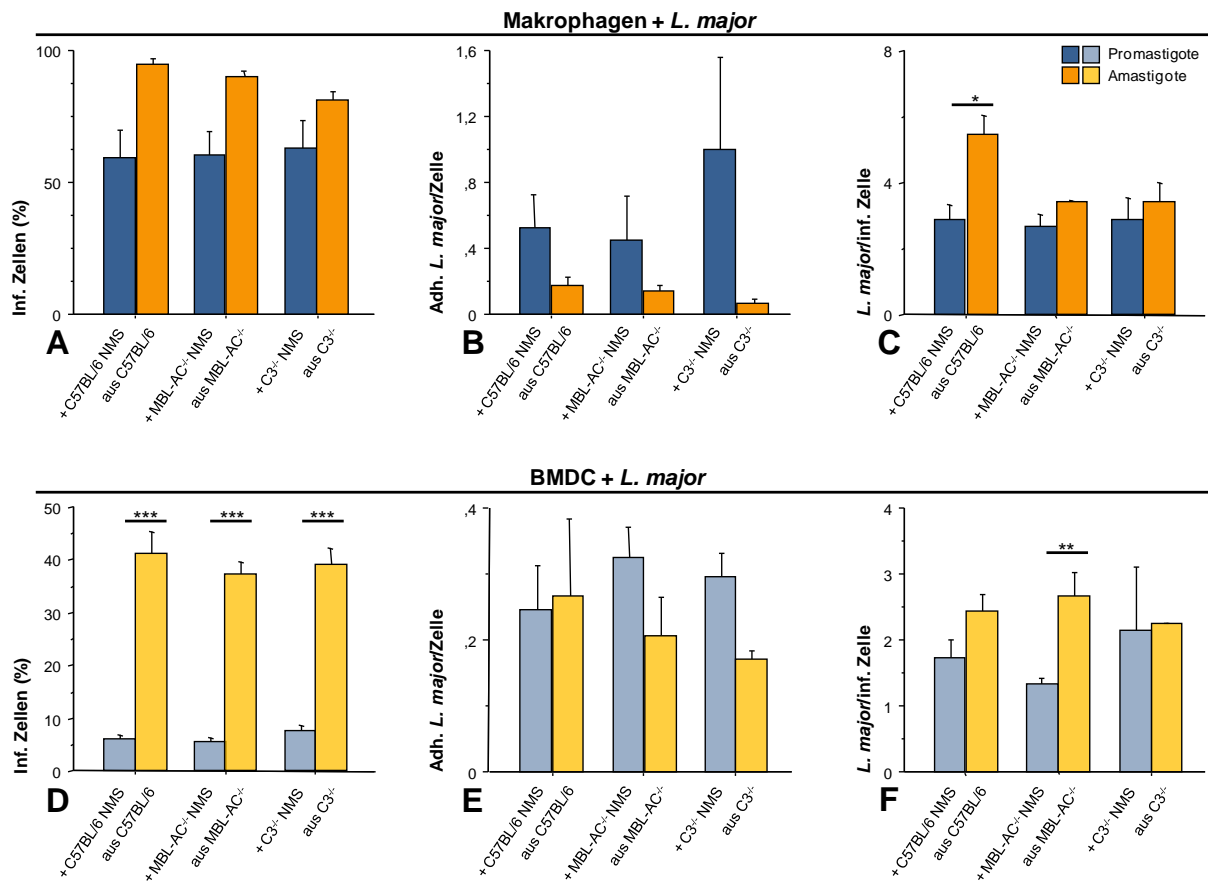 Makrophagen + L. major
Inf. Zellen (%)
100
50
0
A
+C57BL/6 NMS
aus C57BL/6
+MBL-AC-/- NMS
aus MBL-AC-/-
+C3-/- NMS
aus C3-/-
Adh. L. major/Zelle
1,6
1,2
,8
,4
0
B
+C57BL/6 NMS
aus C57BL/6
+MBL-AC-/- NMS
aus MBL-AC-/-
+C3-/- NMS
aus C3-/-
L. major/inf. Zelle
8
4
0
Promastigote
Amastigote
*
C
+C57BL/6 NMS
aus C57BL/6
+MBL-AC-/- NMS
aus MBL-AC-/-
+C3-/- NMS
aus C3-/-
BMDC + L. major
Inf. Zellen (%)
50
40
30
20
10
0
*** *** ***
D
+C57BL/6 NMS
aus C57BL/6
+MBL-AC-/- NMS
aus MBL-AC-/-
+C3-/- NMS
aus C3-/-
Adh. L. major/Zelle
,4
,2
0
E
+C57BL/6 NMS
aus C57BL/6
+MBL-AC-/- NMS
aus MBL-AC-/-
+C3-/- NMS
aus C3-/-
L. major/inf. Zelle
4
3
2
1
0
**
F
+C57BL/6 NMS
aus C57BL/6
+MBL-AC-/- NMS
aus MBL-AC-/-
+C3-/- NMS
aus C3-/-